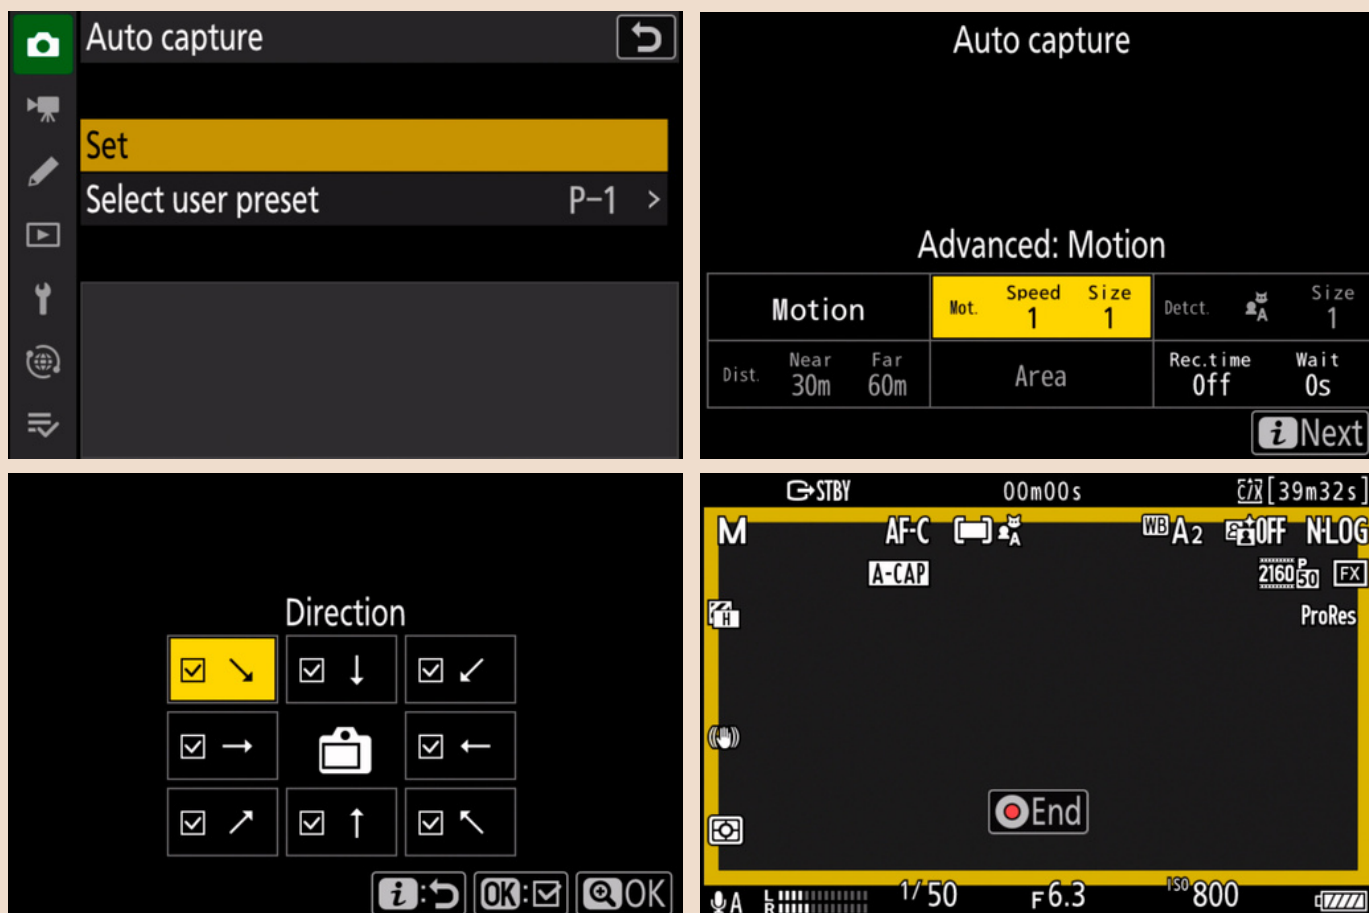 Auto capture
Set
Select user preset P-1 >
Auto capture
Advanced: Motion
Motion Mot. Speed 1 Size 1 Detct. A Size 1
Dist. Near 30m Far 60m Area Rec.time Off Wait 0s
i Next
Direction
i: OK: OK
STBY 00m00s [39m32s]
M AF-C A WB A2 OFF N-LOG
A-CAP 2160 P 50 FX
H ProRes
End
A L R 1/50 F6.3 ISO 800